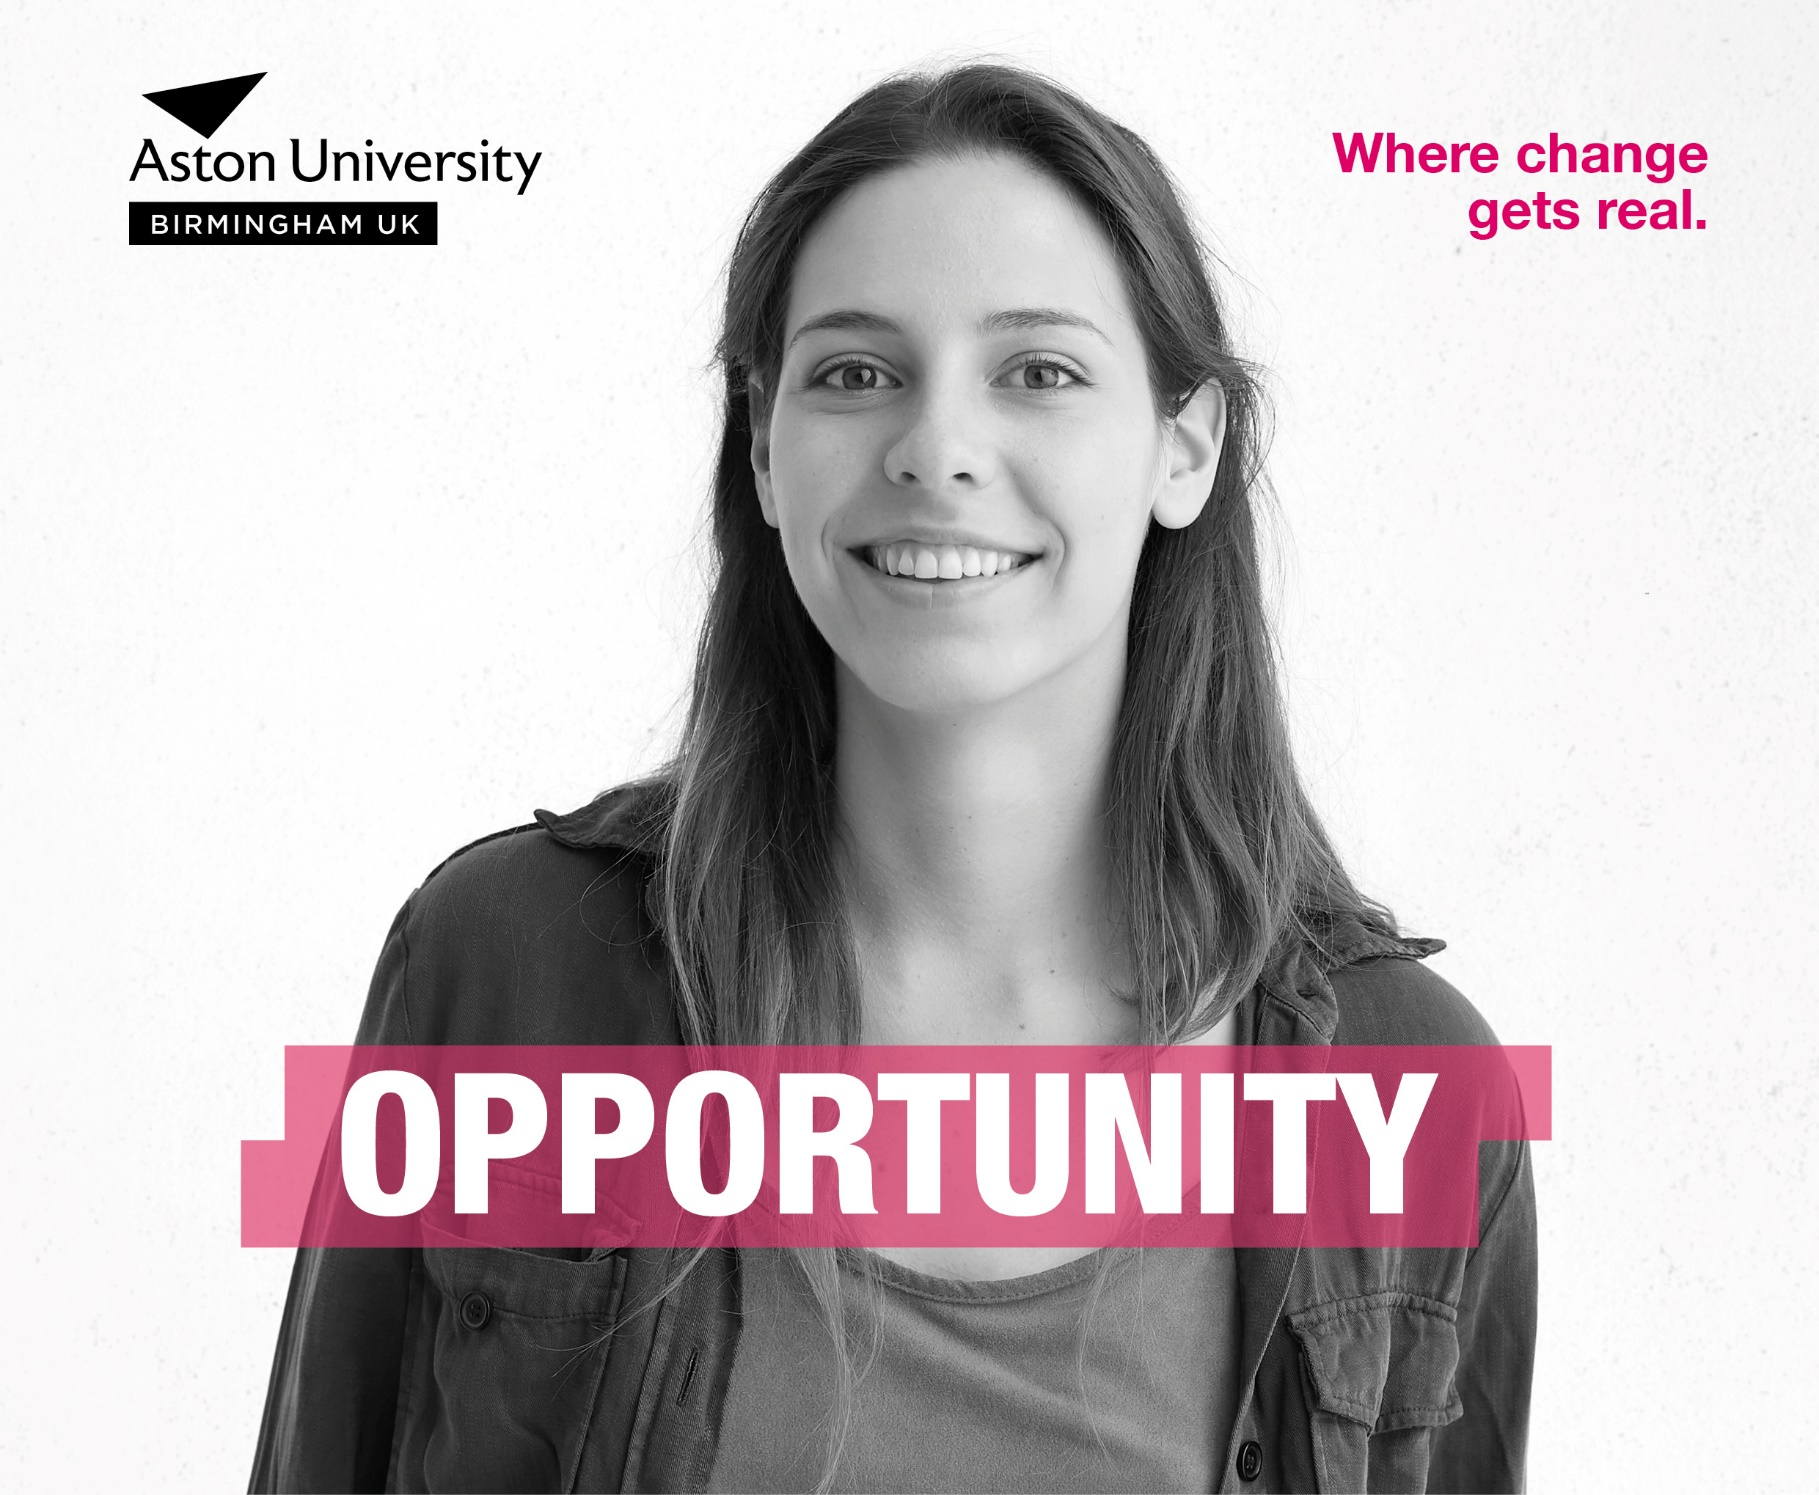 Aston University
BIRMINGHAM UK
Where change
gets real.
OPPORTUNITY